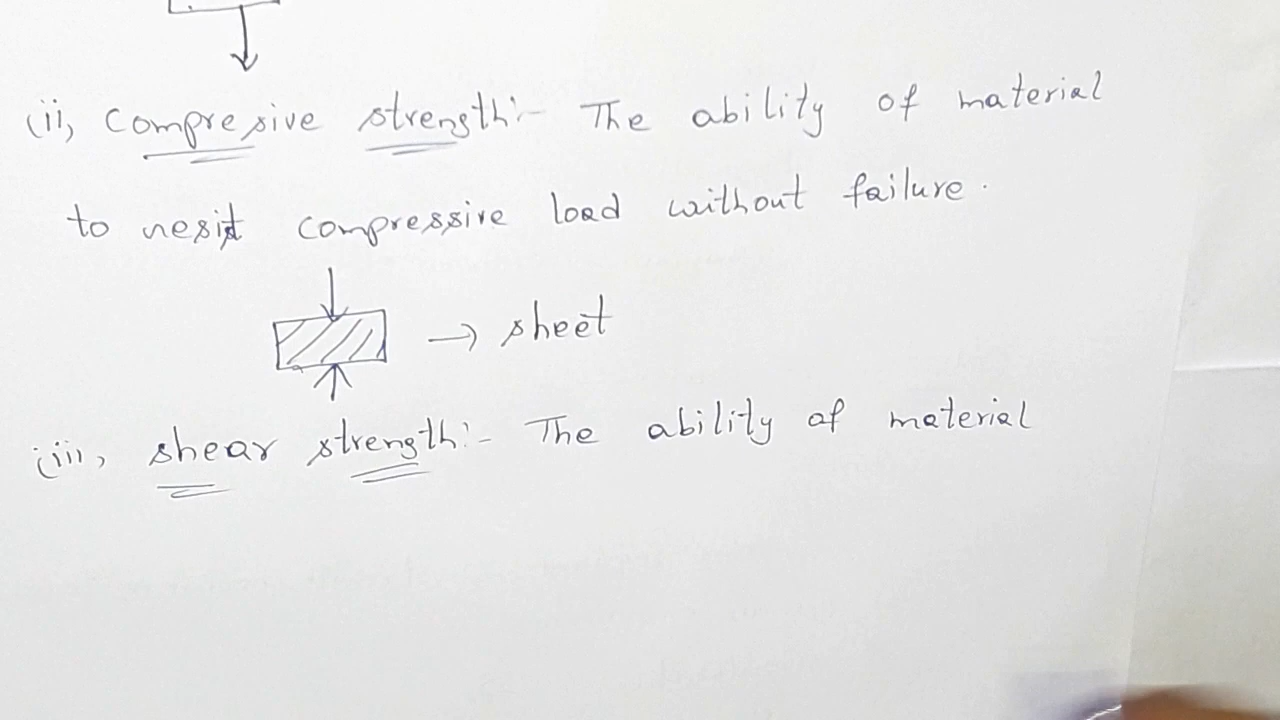 (ii) compresive strength:- The ability of material
to resist compressive load without failure.
→ sheet
(iii) shear strength:- The ability of material